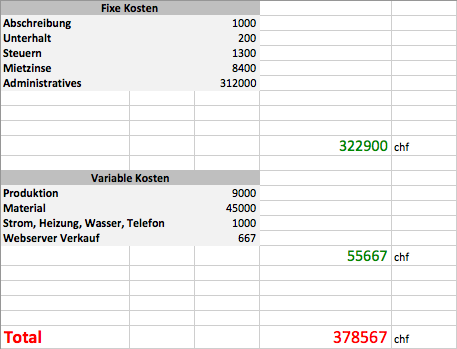 Fixe Kosten
Abschreibung 1000
Unterhalt 200
Steuern 1300
Mietzinse 8400
Administratives 312000
322900 chf
Variable Kosten
Produktion 9000
Material 45000
Strom, Heizung, Wasser, Telefon 1000
Webserver Verkauf 667
55667 chf
Total 378567 chf